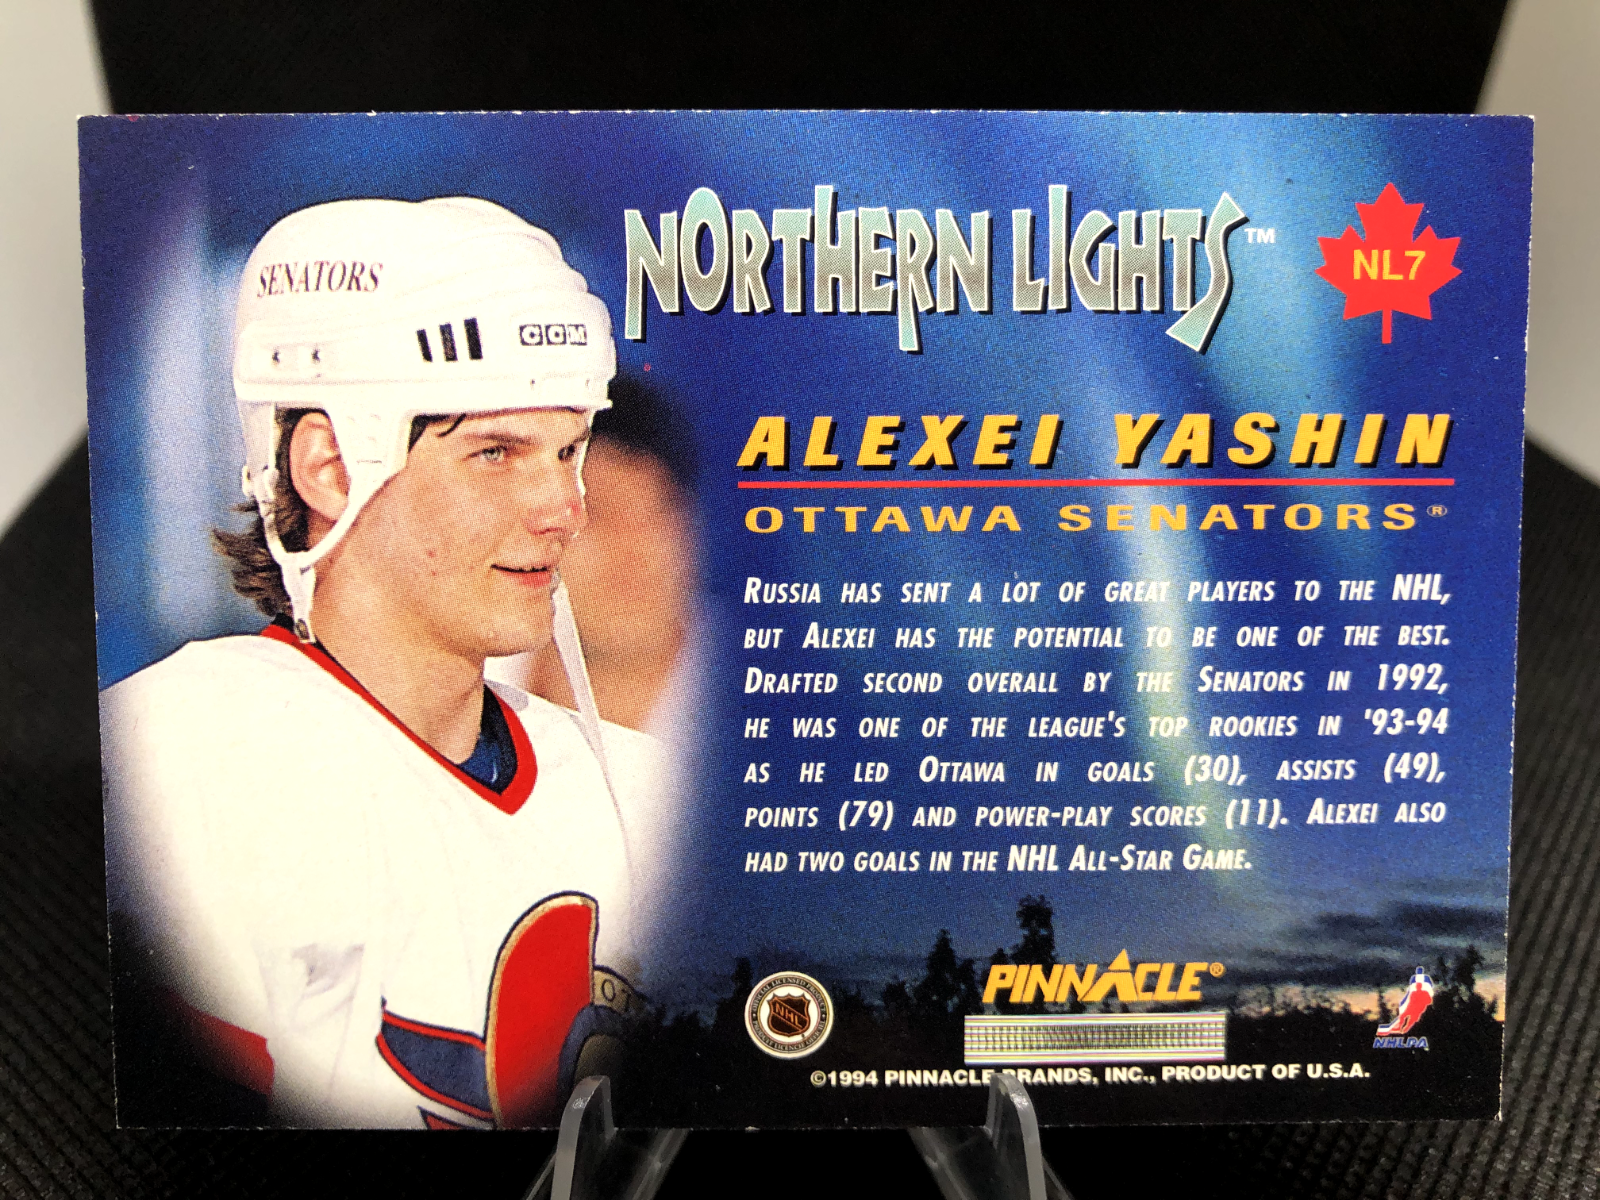 SENATORS
CCM
NORTHERN LIGHTS™
NL7
ALEXEI YASHIN
OTTAWA SENATORS®
RUSSIA HAS SENT A LOT OF GREAT PLAYERS TO THE NHL,
BUT ALEXEI HAS THE POTENTIAL TO BE ONE OF THE BEST.
DRAFTED SECOND OVERALL BY THE SENATORS IN 1992,
HE WAS ONE OF THE LEAGUE'S TOP ROOKIES IN '93-94
AS HE LED OTTAWA IN GOALS (30), ASSISTS (49),
POINTS (79) AND POWER-PLAY SCORES (11). ALEXEI ALSO
HAD TWO GOALS IN THE NHL ALL-STAR GAME.
PINNACLE®
NHL
NHLPA
©1994 PINNACLE BRANDS, INC., PRODUCT OF U.S.A.